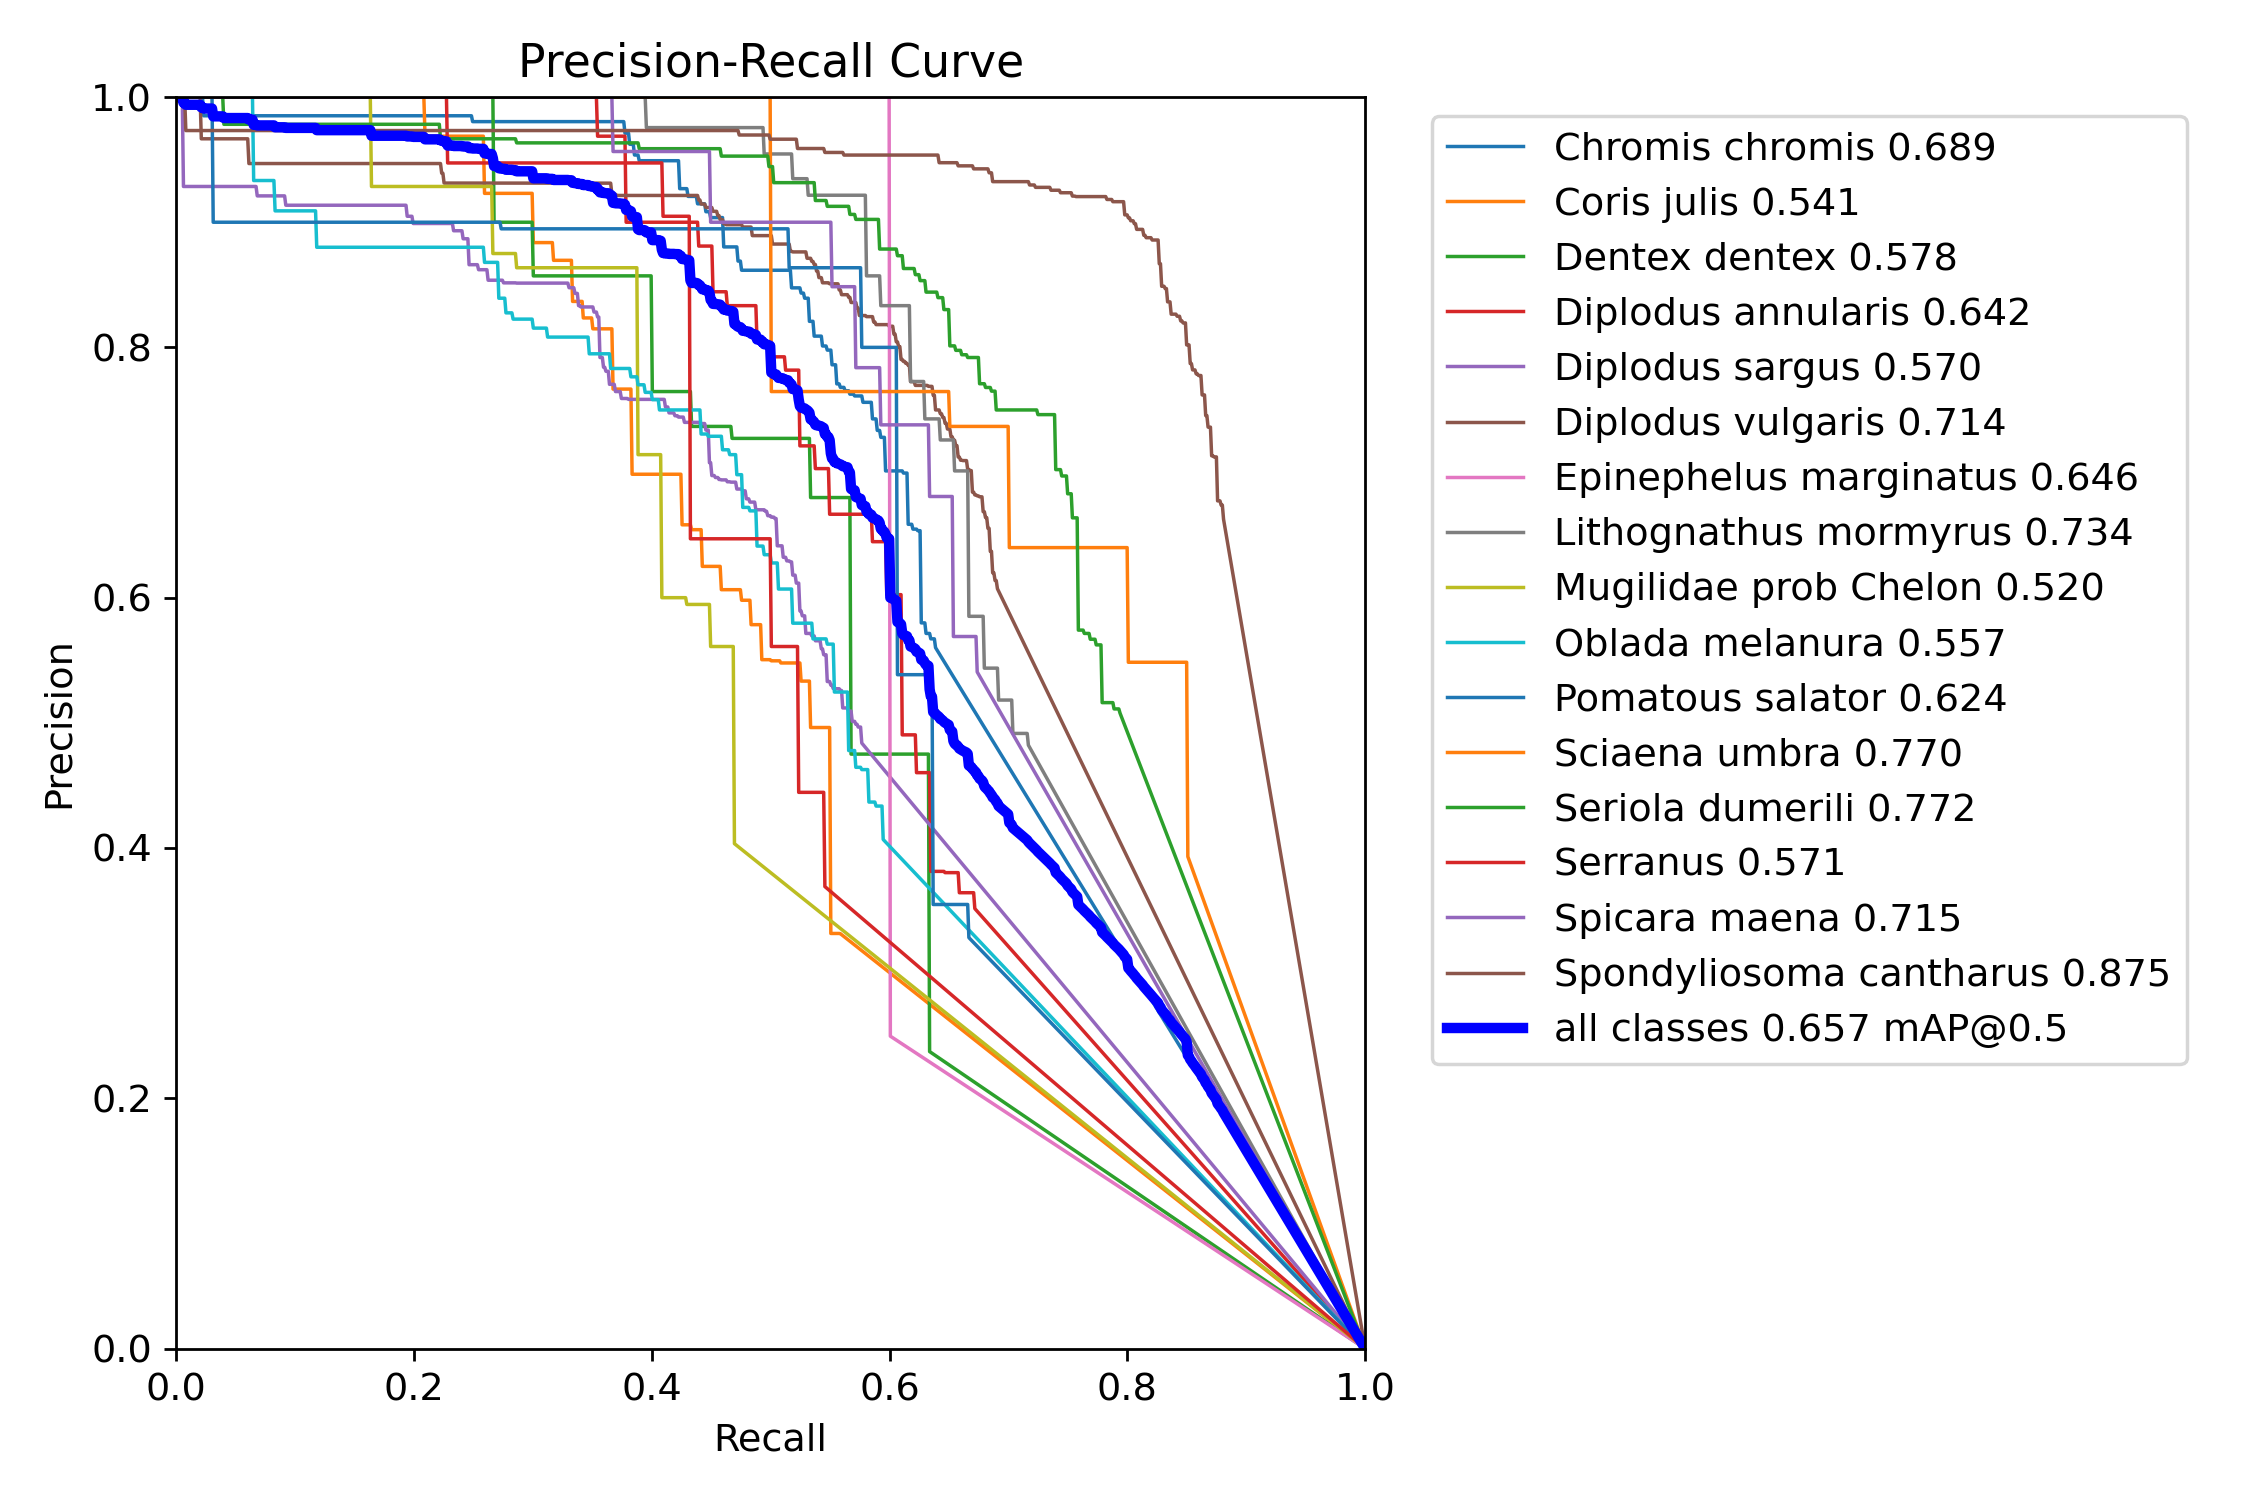 Precision-Recall Curve
1.0
0.8
0.6
0.4
0.2
0.0
Precision
0.0 0.2 0.4 0.6 0.8 1.0
Recall
Chromis chromis 0.689
Coris julis 0.541
Dentex dentex 0.578
Diplodus annularis 0.642
Diplodus sargus 0.570
Diplodus vulgaris 0.714
Epinephelus marginatus 0.646
Lithognathus mormyrus 0.734
Mugilidae prob Chelon 0.520
Oblada melanura 0.557
Pomatous salator 0.624
Sciaena umbra 0.770
Seriola dumerili 0.772
Serranus 0.571
Spicara maena 0.715
Spondyliosoma cantharus 0.875
all classes 0.657 mAP@0.5